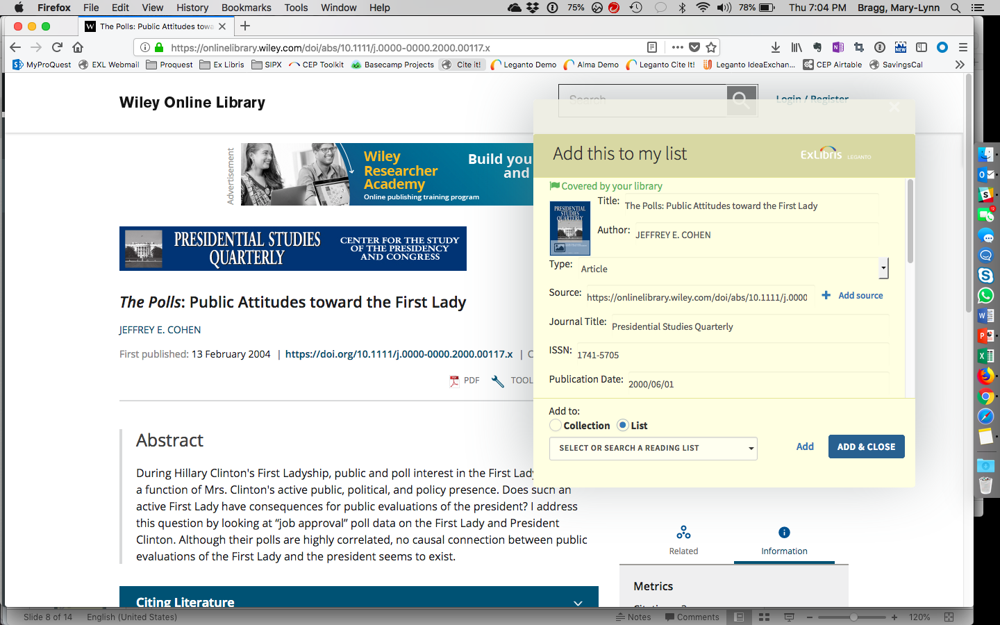 Firefox File Edit View History Bookmarks Tools Window Help 75% 78% Thu 7:04 PM Bragg, Mary-Lynn
W The Polls: Public Attitudes towa
https://onlinelibrary.wiley.com/doi/abs/10.1111/j.0000-0000.2000.00117.x
MyProQuest EXL Webmail Proquest Ex Libris SIPX CEP Toolkit Basecamp Projects Cite it! Leganto Demo Alma Demo Leganto Cite It! Leganto IdeaExchan... CEP Airtable SavingsCal
Wiley Online Library
Search
Login / Register
Advertisement
Wiley
Researcher
Academy
Online publishing training program
Build you
and
PRESIDENTIAL STUDIES
QUARTERLY
CENTER FOR THE STUDY
OF THE PRESIDENCY
AND CONGRESS
The Polls: Public Attitudes toward the First Lady
JEFFREY E. COHEN
First published: 13 February 2004 | https://doi.org/10.1111/j.0000-0000.2000.00117.x | C
PDF TOOL
Abstract
During Hillary Clinton's First Ladyship, public and poll interest in the First Lad
a function of Mrs. Clinton's active public, political, and policy presence. Does such an
active First Lady have consequences for public evaluations of the president? I address
this question by looking at “job approval” poll data on the First Lady and President
Clinton. Although their polls are highly correlated, no causal connection between public
evaluations of the First Lady and the president seems to exist.
Citing Literature
Add this to my list
ExLibris LEGANTO
Covered by your library
PRESIDENTIAL
STUDIES
QUARTERLY
Title: The Polls: Public Attitudes toward the First Lady
Author: JEFFREY E. COHEN
Type: Article
Source: https://onlinelibrary.wiley.com/doi/abs/10.1111/j.0000 Add source
Journal Title: Presidential Studies Quarterly
ISSN: 1741-5705
Publication Date: 2000/06/01
Add to:
Collection List
SELECT OR SEARCH A READING LIST
Add ADD & CLOSE
Related Information
Metrics
Slide 8 of 14 English (United States) Notes Comments 120%